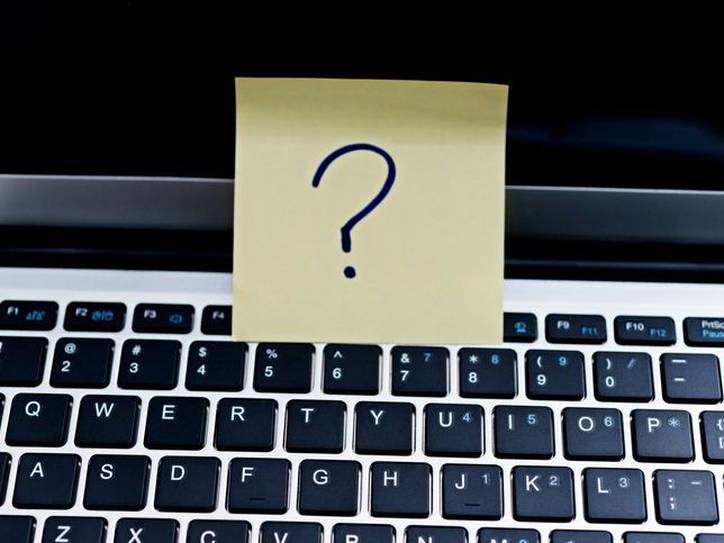 ?
F1 F2 F3 F4 F9 F11 F10 F12 PrtSc
Pause
@ # $ % ^ & 7 * 8 ( 9 ) / _
2 3 4 5 6 7 8 9 0 -
Q W E R T Y U 4 I 5 O 6 P * {
[
A S D F G H J 1 K 2 L 3 : -
;
Z X C V B N M